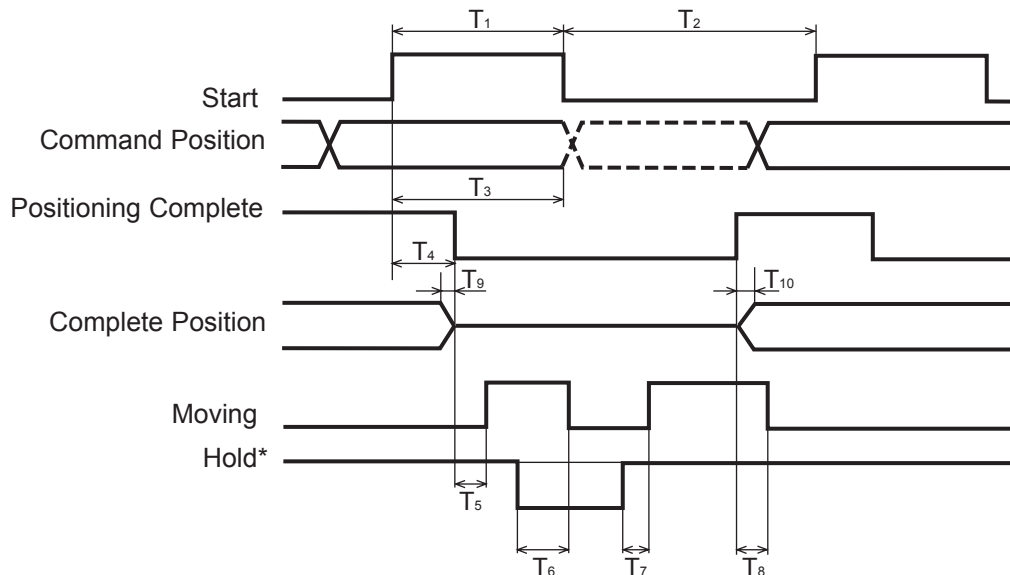 T₁ T₂
Start
Command Position
T₃
Positioning Complete
T₄
T₉ T₁₀
Complete Position
Moving
Hold*
T₅
T₆ T₇ T₈